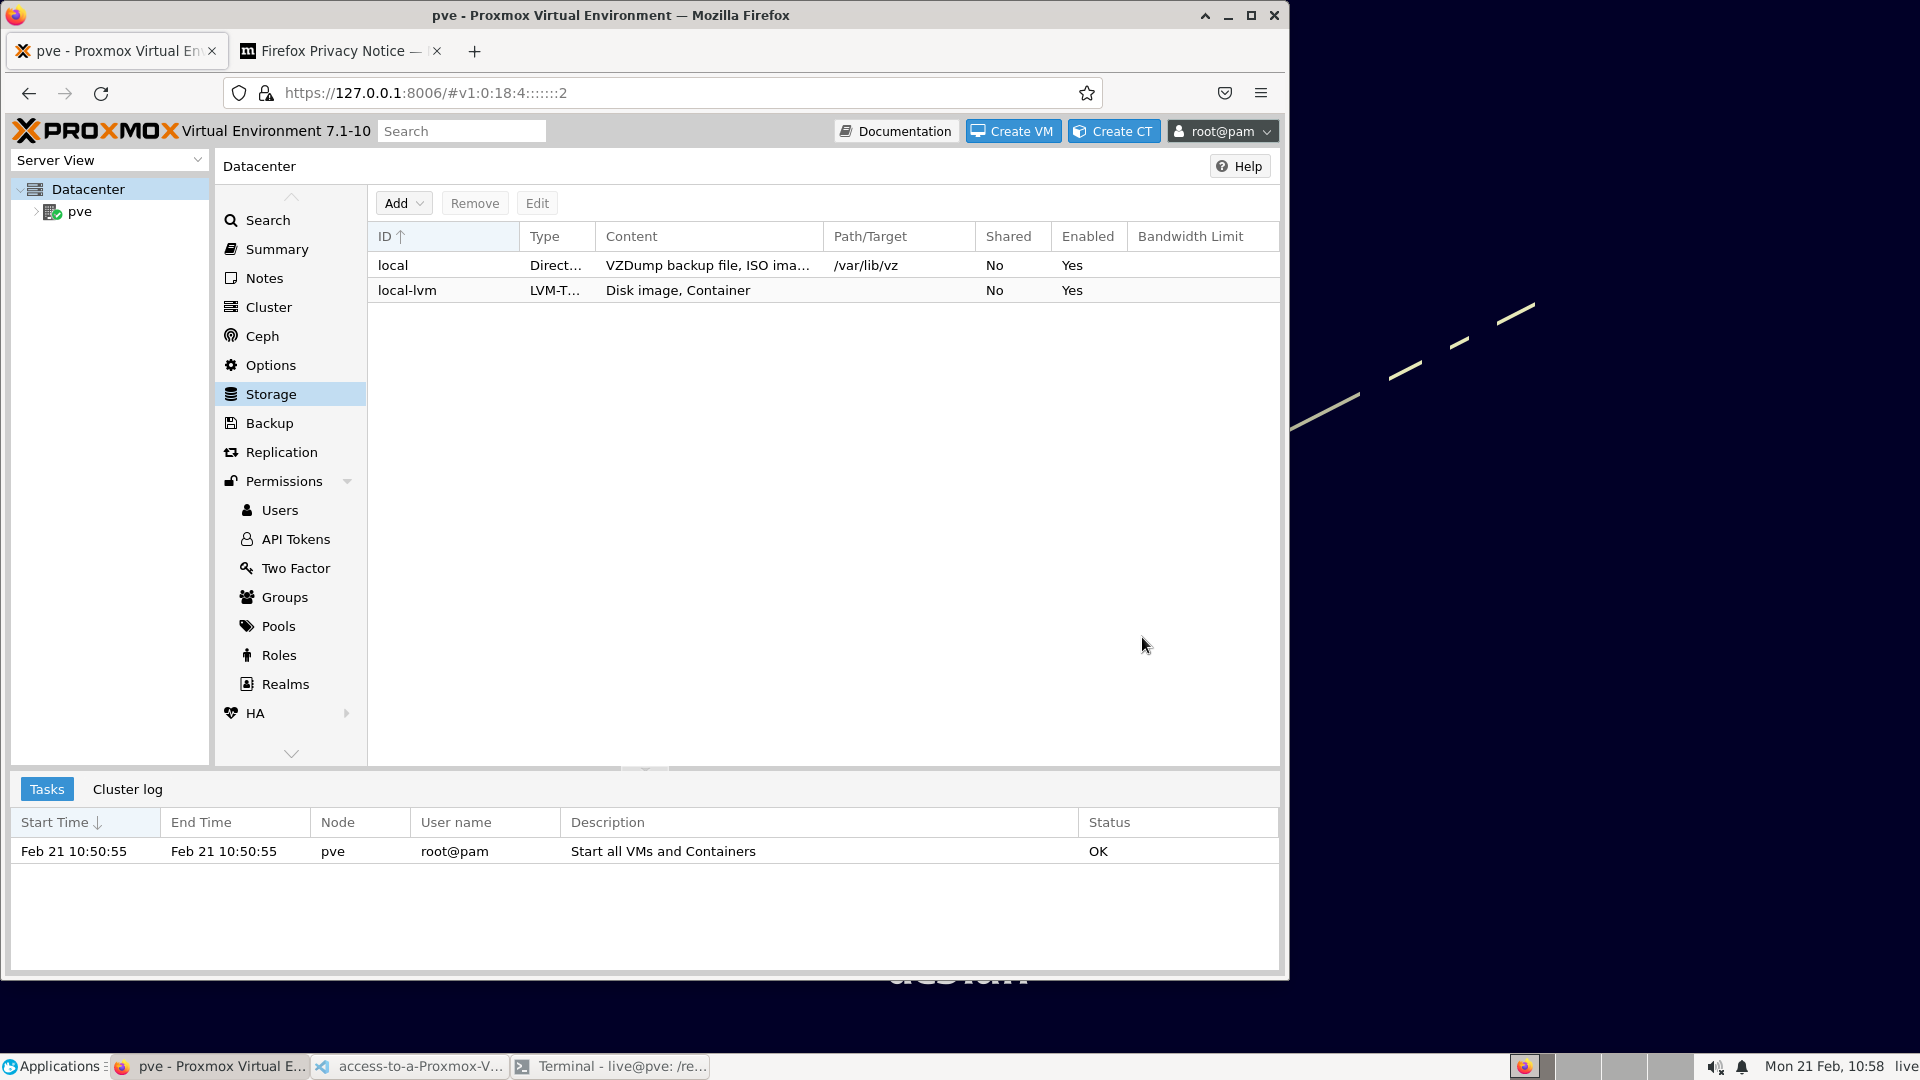 pve - Proxmox Virtual Environment — Mozilla Firefox
pve - Proxmox Virtual En
Firefox Privacy Notice —
https://127.0.0.1:8006/#v1:0:18:4:::::::2
PROXMOX Virtual Environment 7.1-10
Search
Documentation
Create VM
Create CT
root@pam
Server View
Datacenter
pve
Datacenter
Help
Search
Summary
Notes
Cluster
Ceph
Options
Storage
Backup
Replication
Permissions
Users
API Tokens
Two Factor
Groups
Pools
Roles
Realms
HA
Add Remove Edit
ID Type Content Path/Target Shared Enabled Bandwidth Limit
local Direct... VZDump backup file, ISO ima... /var/lib/vz No Yes
local-lvm LVM-T... Disk image, Container No Yes
Tasks Cluster log
Start Time End Time Node User name Description Status
Feb 21 10:50:55 Feb 21 10:50:55 pve root@pam Start all VMs and Containers OK
Applications
pve - Proxmox Virtual E...
access-to-a-Proxmox-V...
Terminal - live@pve: /re...
Mon 21 Feb, 10:58 live